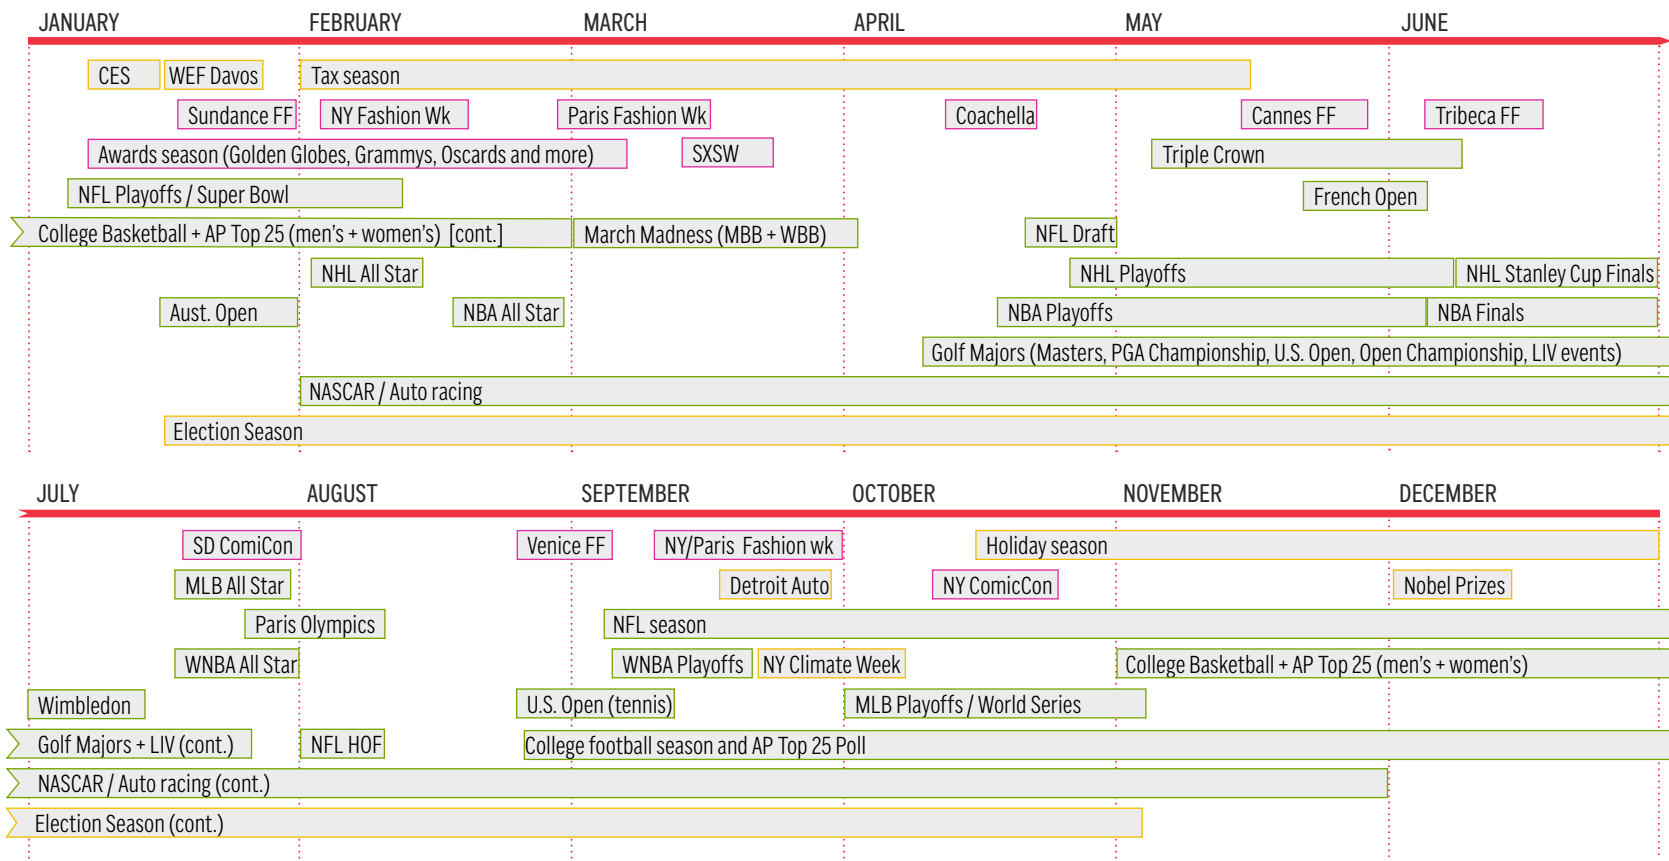 JANUARY FEBRUARY MARCH APRIL MAY JUNE
CES WEF Davos Tax season
Sundance FF NY Fashion Wk Paris Fashion Wk Coachella Cannes FF Tribeca FF
Awards season (Golden Globes, Grammys, Oscards and more) SXSW Triple Crown
NFL Playoffs / Super Bowl French Open
College Basketball + AP Top 25 (men's + women's) [cont.] March Madness (MBB + WBB) NFL Draft
NHL All Star NHL Playoffs NHL Stanley Cup Finals
Aust. Open NBA All Star NBA Playoffs NBA Finals
Golf Majors (Masters, PGA Championship, U.S. Open, Open Championship, LIV events)
NASCAR / Auto racing
Election Season
JULY AUGUST SEPTEMBER OCTOBER NOVEMBER DECEMBER
SD ComiCon Venice FF NY/Paris Fashion wk Holiday season
MLB All Star Detroit Auto NY ComicCon Nobel Prizes
Paris Olympics NFL season
WNBA All Star WNBA Playoffs NY Climate Week College Basketball + AP Top 25 (men's + women's)
Wimbledon U.S. Open (tennis) MLB Playoffs / World Series
Golf Majors + LIV (cont.) NFL HOF College football season and AP Top 25 Poll
NASCAR / Auto racing (cont.)
Election Season (cont.)